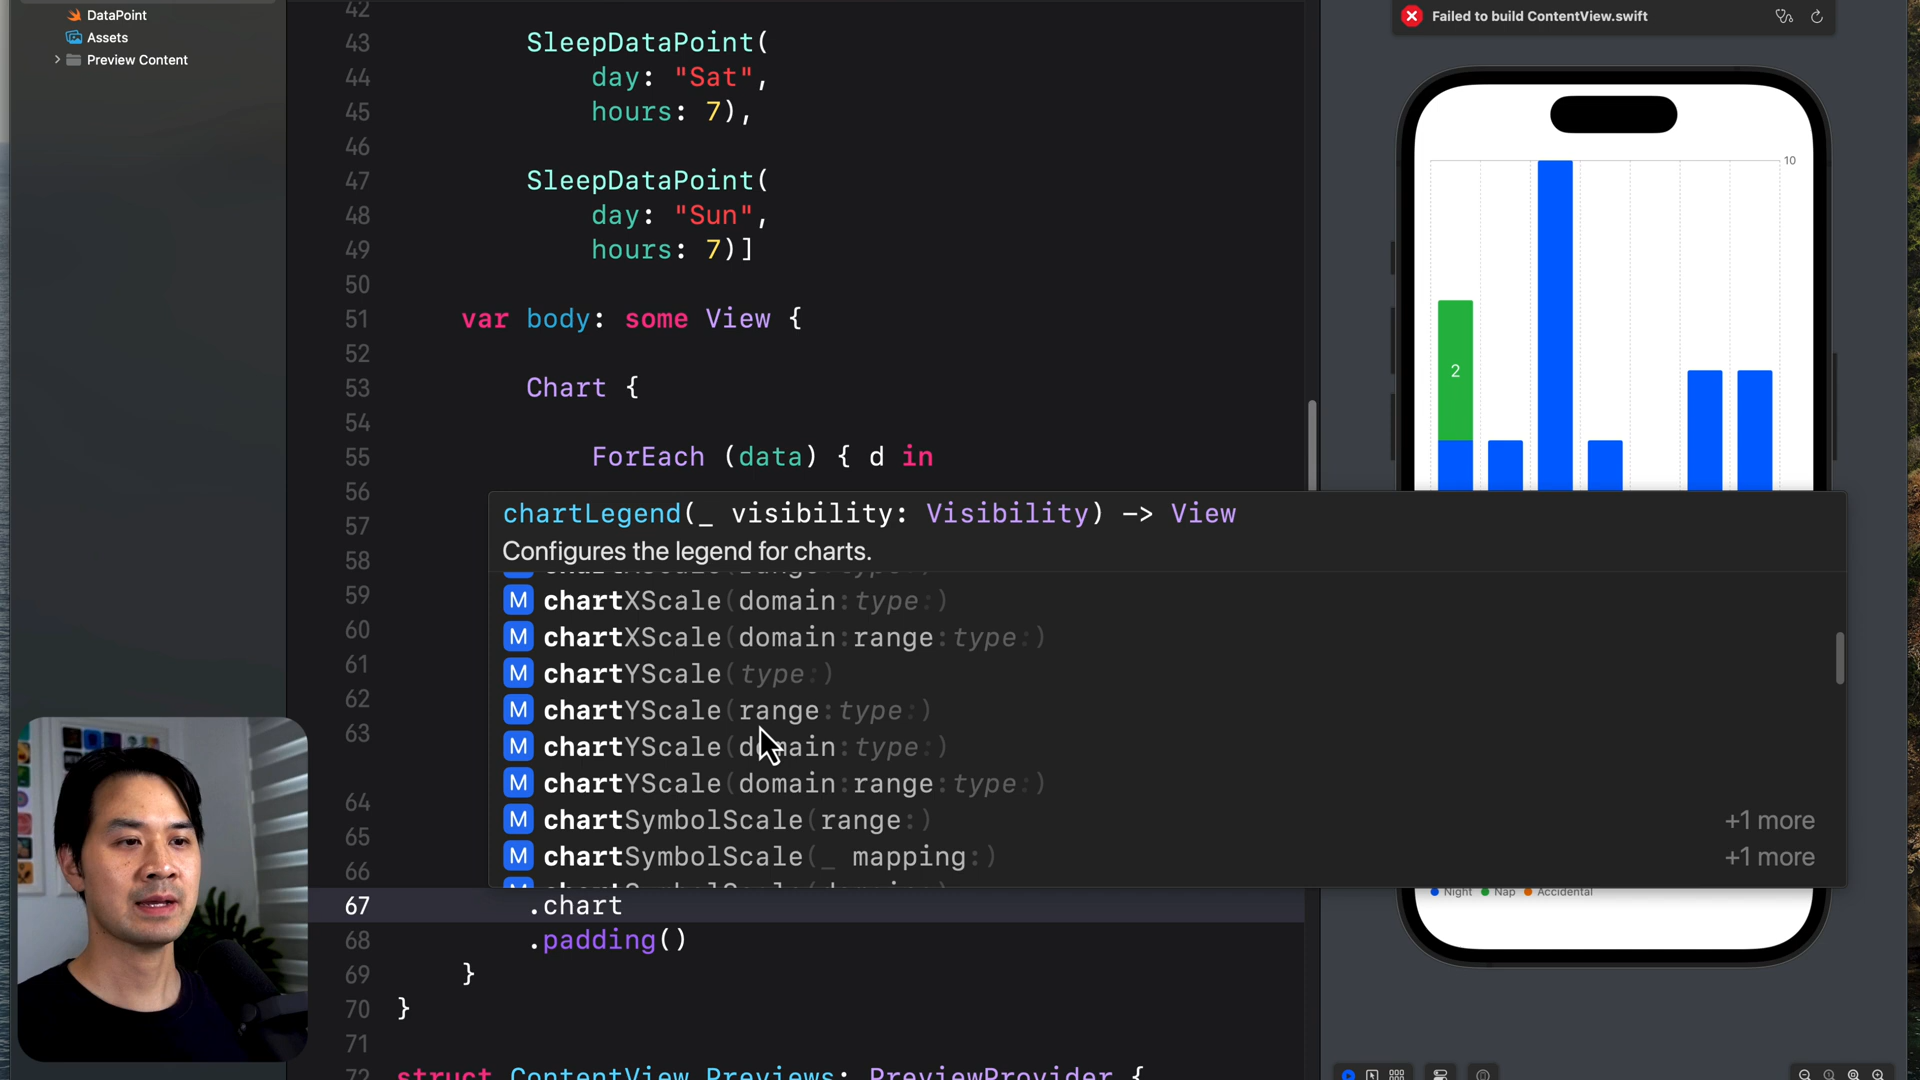 DataPoint
Assets
Preview Content
42
43 SleepDataPoint(
44 day: "Sat",
45 hours: 7),
46
47 SleepDataPoint(
48 day: "Sun",
49 hours: 7)]
50
51 var body: some View {
52
53 Chart {
54
55 ForEach (data) { d in
56
57
58
59
60
61
62
63
64
65
66
chartLegend(_ visibility: Visibility) -> View
Configures the legend for charts.
M chartXScale(domain:type:)
M chartXScale(domain:range:type:)
M chartYScale(type:)
M chartYScale(range:type:)
M chartYScale(domain:type:)
M chartYScale(domain:range:type:)
M chartSymbolScale(range:) +1 more
M chartSymbolScale(_ mapping:) +1 more
67 .chart
68 .padding()
69 }
70 }
71
72 struct ContentView_Previews: PreviewProvider {
Failed to build ContentView.swift
10
2
Night Nap Accidental